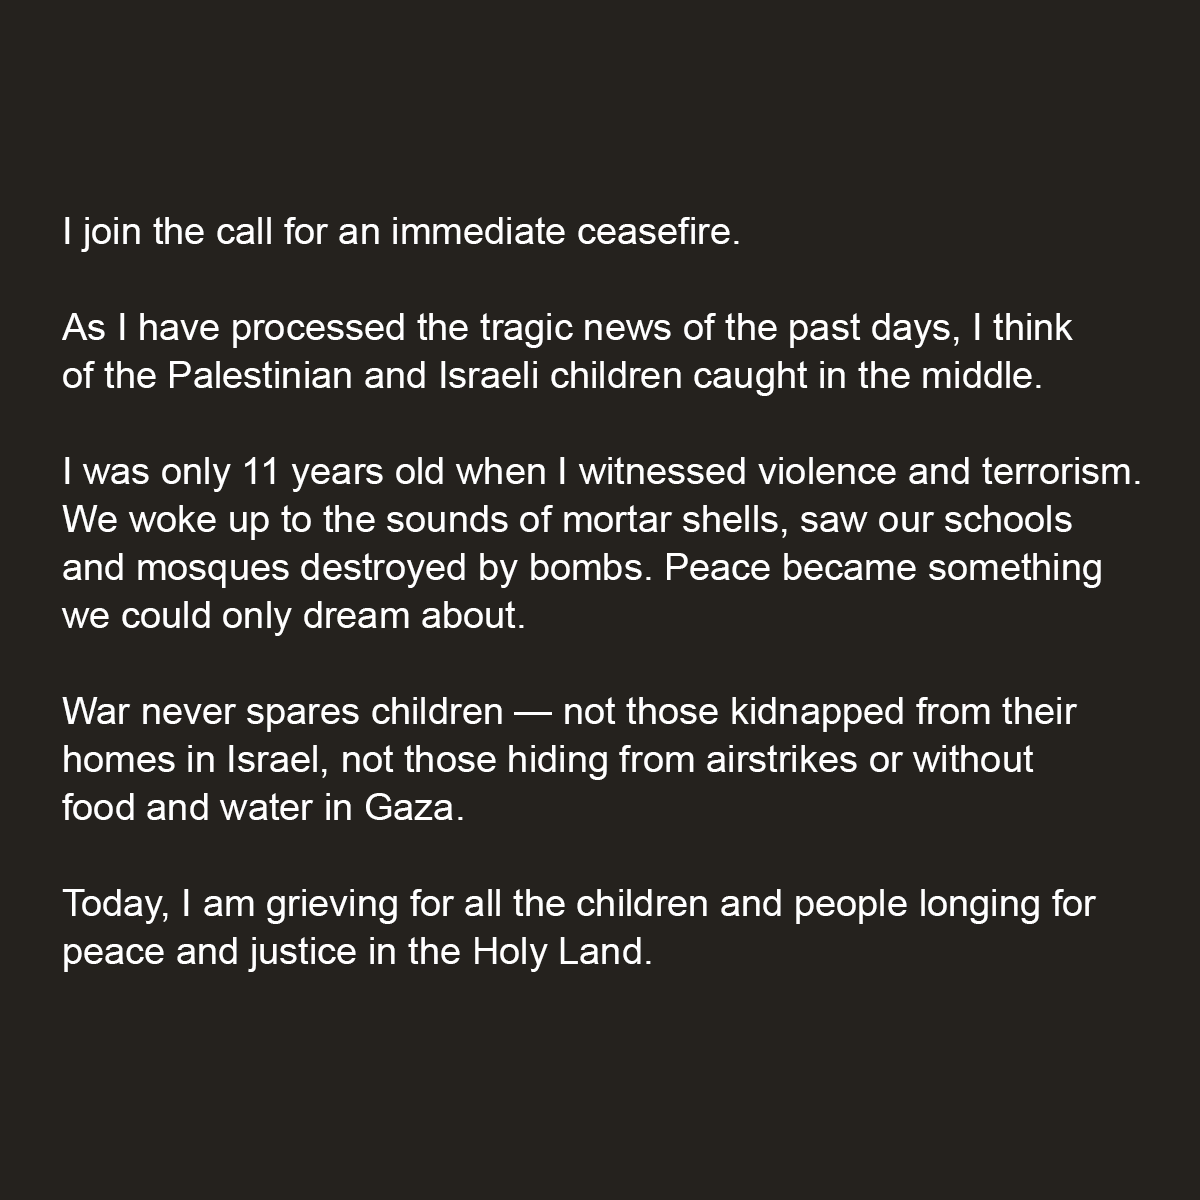 I join the call for an immediate ceasefire.
As I have processed the tragic news of the past days, I think
of the Palestinian and Israeli children caught in the middle.
I was only 11 years old when I witnessed violence and terrorism.
We woke up to the sounds of mortar shells, saw our schools
and mosques destroyed by bombs. Peace became something
we could only dream about.
War never spares children — not those kidnapped from their
homes in Israel, not those hiding from airstrikes or without
food and water in Gaza.
Today, I am grieving for all the children and people longing for
peace and justice in the Holy Land.